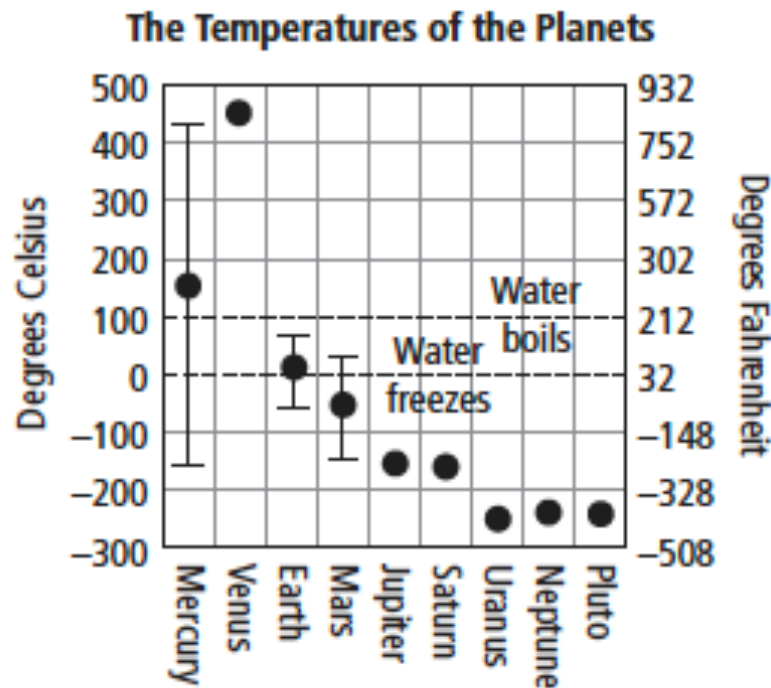 The Temperatures of the Planets
Degrees Celsius
500
400
300
200
100
0
–100
–200
–300
Water
boils
Water
freezes
932
752
572
302
212
32
–148
–328
–508
Degrees Fahrenheit
Mercury
Venus
Earth
Mars
Jupiter
Saturn
Uranus
Neptune
Pluto